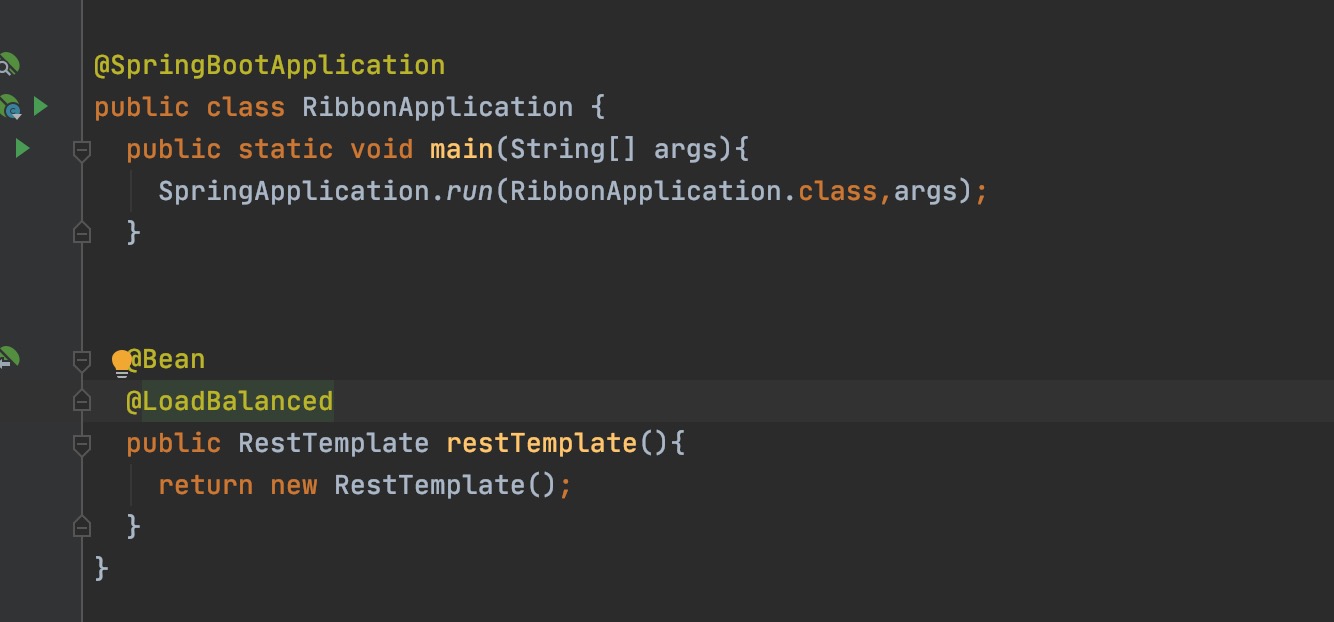 @SpringBootApplication
public class RibbonApplication {
public static void main(String[] args){
SpringApplication.run(RibbonApplication.class,args);
}
@Bean
@LoadBalanced
public RestTemplate restTemplate(){
return new RestTemplate();
}
}